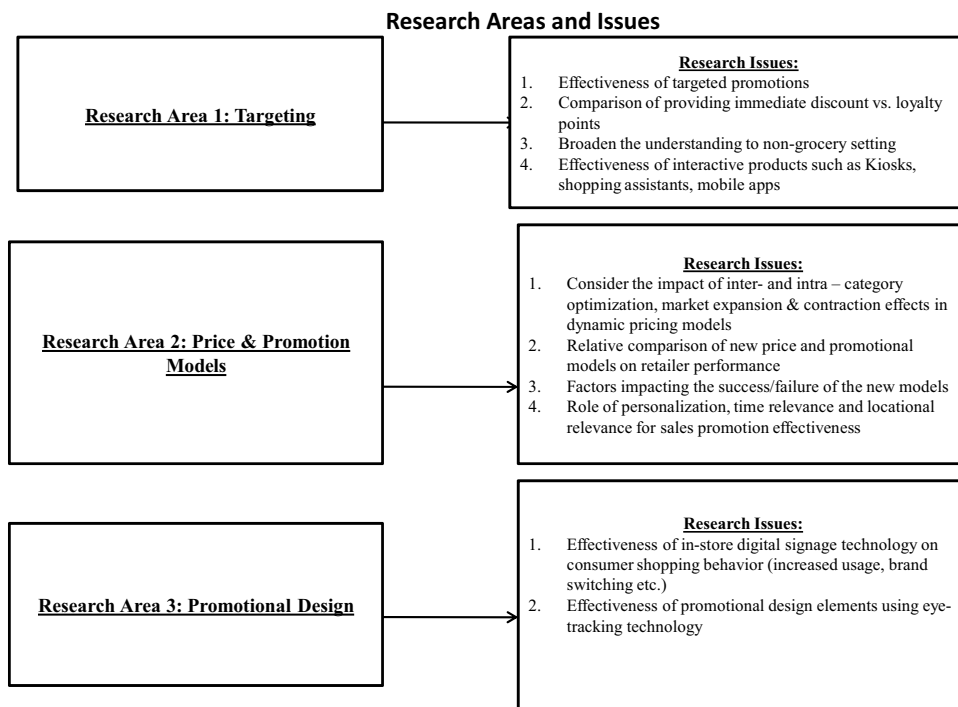 Research Areas and Issues
Research Area 1: Targeting
Research Issues:
1. Effectiveness of targeted promotions
2. Comparison of providing immediate discount vs. loyalty
points
3. Broaden the understanding to non-grocery setting
4. Effectiveness of interactive products such as Kiosks,
shopping assistants, mobile apps
Research Area 2: Price & Promotion
Models
Research Issues:
1. Consider the impact of inter- and intra – category
optimization, market expansion & contraction effects in
dynamic pricing models
2. Relative comparison of new price and promotional
models on retailer performance
3. Factors impacting the success/failure of the new models
4. Role of personalization, time relevance and locational
relevance for sales promotion effectiveness
Research Area 3: Promotional Design
Research Issues:
1. Effectiveness of in-store digital signage technology on
consumer shopping behavior (increased usage, brand
switching etc.)
2. Effectiveness of promotional design elements using eye-
tracking technology